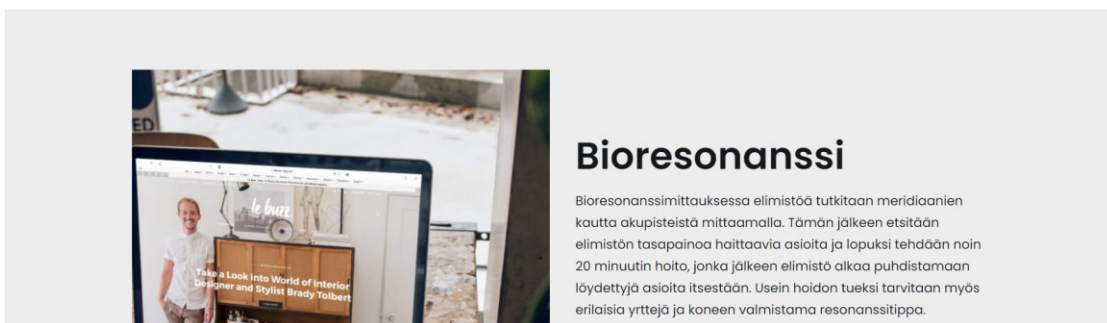 ED
le buzz
Take a Look Into World of Interior
Designer and Stylist Brady Tolbert
Bioresonanssi
Bioresonanssimittauksessa elimistöä tutkitaan meridiaanien
kautta akupisteistä mittaamalla. Tämän jälkeen etsitään
elimistön tasapainoa haittaavia asioita ja lopuksi tehdään noin
20 minuutin hoito, jonka jälkeen elimistö alkaa puhdistamaan
löydettyjä asioita itsestään. Usein hoidon tueksi tarvitaan myös
erilaisia yrttejä ja koneen valmistama resonanssitippa.